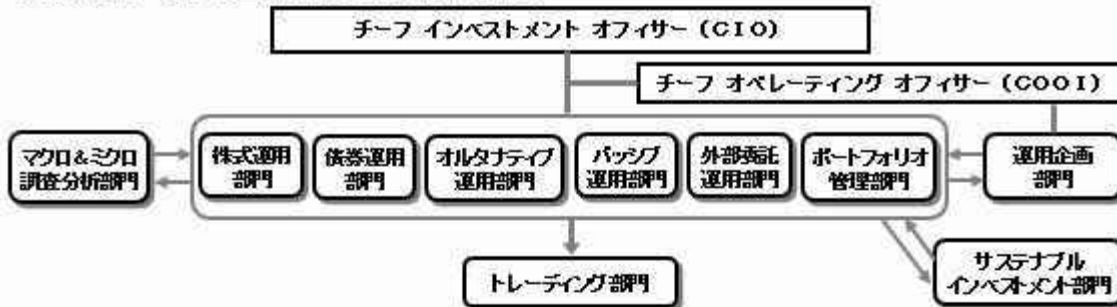 チーフ インベストメント オフィサー (CIO)
チーフ オペレーティング オフィサー (COOI)
マクロ&ミクロ
調査分析部門
株式運用
部門
債券運用
部門
オルタナティブ
運用部門
パッシブ
運用部門
外部委託
運用部門
ポートフォリオ
管理部門
運用企画
部門
トレーディング部門
サステナブル
インベストメント部門